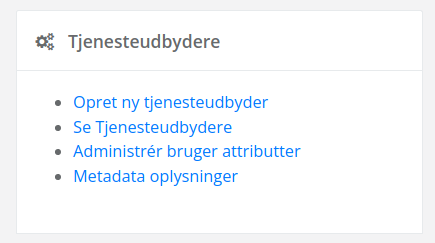 Tjenesteudbydere
Opret ny tjenesteudbyder
Se Tjenesteudbydere
Administrér bruger attributter
Metadata oplysninger